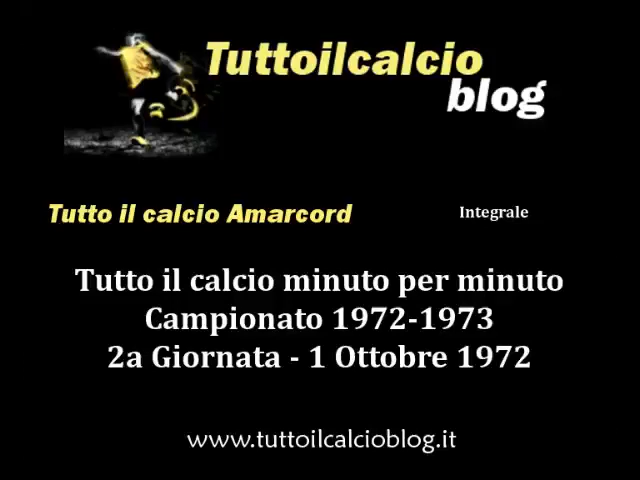 Tuttoilcalcio
blog
Tutto il calcio Amarcord
Integrale
Tutto il calcio minuto per minuto
Campionato 1972-1973
2a Giornata - 1 Ottobre 1972
www.tuttoilcalcioblog.it